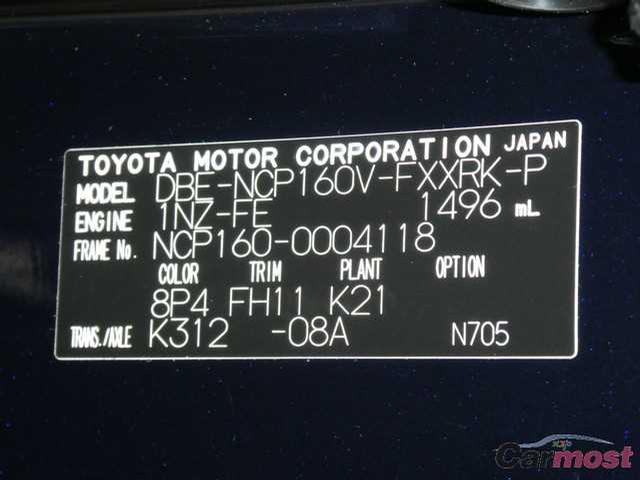 TOYOTA MOTOR CORPORATION JAPAN
MODEL DBE-NCP160V-FXXRK-P
ENGINE 1NZ-FE 1496 mL
FRAME No. NCP160-0004118
COLOR TRIM PLANT OPTION
8P4 FH11 K21
TRANS./AXLE K312 -08A N705
Carmost